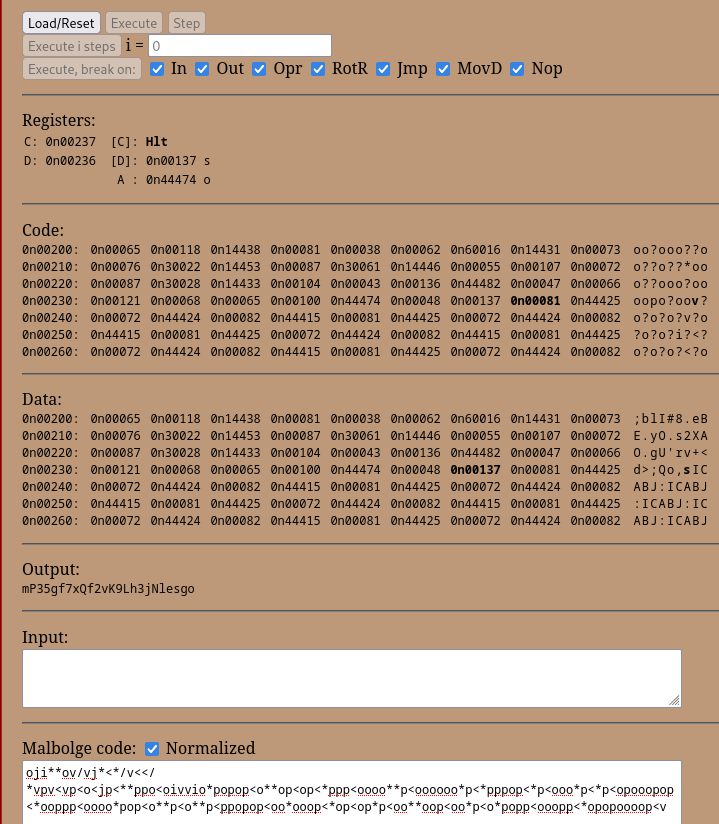 Load/Reset Execute Step
Execute i steps i = 0
Execute, break on: In Out Opr RotR Jmp MovD Nop
Registers:
C: 0n00237 [C]: Hlt
D: 0n00236 [D]: 0n00137 s
A : 0n44474 o
Code:
0n00200: 0n00065 0n00118 0n14438 0n00081 0n00038 0n00062 0n60016 0n14431 0n00073 oo?ooo??o
0n00210: 0n00076 0n30022 0n14453 0n00087 0n30061 0n14446 0n00055 0n00107 0n00072 o??o??*oo
0n00220: 0n00087 0n30028 0n14433 0n00104 0n00043 0n00136 0n44482 0n00047 0n00066 o??ooo?oo
0n00230: 0n00121 0n00068 0n00065 0n00100 0n44474 0n00048 0n00137 0n00081 0n44425 oopo?oov?
0n00240: 0n00072 0n44424 0n00082 0n44415 0n00081 0n44425 0n00072 0n44424 0n00082 o?o?o?v?o
0n00250: 0n44415 0n00081 0n44425 0n00072 0n44424 0n00082 0n44415 0n00081 0n44425 ?o?o?i?<?
0n00260: 0n00072 0n44424 0n00082 0n44415 0n00081 0n44425 0n00072 0n44424 0n00082 o?o?o?<?o
Data:
0n00200: 0n00065 0n00118 0n14438 0n00081 0n00038 0n00062 0n60016 0n14431 0n00073 ;blI#8.eB
0n00210: 0n00076 0n30022 0n14453 0n00087 0n30061 0n14446 0n00055 0n00107 0n00072 E.yO.s2XA
0n00220: 0n00087 0n30028 0n14433 0n00104 0n00043 0n00136 0n44482 0n00047 0n00066 O.gU'rv+<
0n00230: 0n00121 0n00068 0n00065 0n00100 0n44474 0n00048 0n00137 0n00081 0n44425 d>;Qo,sIC
0n00240: 0n00072 0n44424 0n00082 0n44415 0n00081 0n44425 0n00072 0n44424 0n00082 ABJ:ICABJ
0n00250: 0n44415 0n00081 0n44425 0n00072 0n44424 0n00082 0n44415 0n00081 0n44425 :ICABJ:IC
0n00260: 0n00072 0n44424 0n00082 0n44415 0n00081 0n44425 0n00072 0n44424 0n00082 ABJ:ICABJ
Output:
mP35gf7xQf2vK9Lh3jNlesgo
Input:
Malbolge code: Normalized
oji**ov/vj*<*/v<</
*vpv<vp<o<jp<**ppo<oivvio*popop<o**op<op<*ppp<oooo**p<oooooo*p<*pppop<*p<ooo*p<*p<opooopop
<*ooppp<oooo*pop<o**p<o**p<ppopop<oo*ooop<*op<op*p<oo**oop<oo*p<o*popp<ooopp<*opopoooop<v